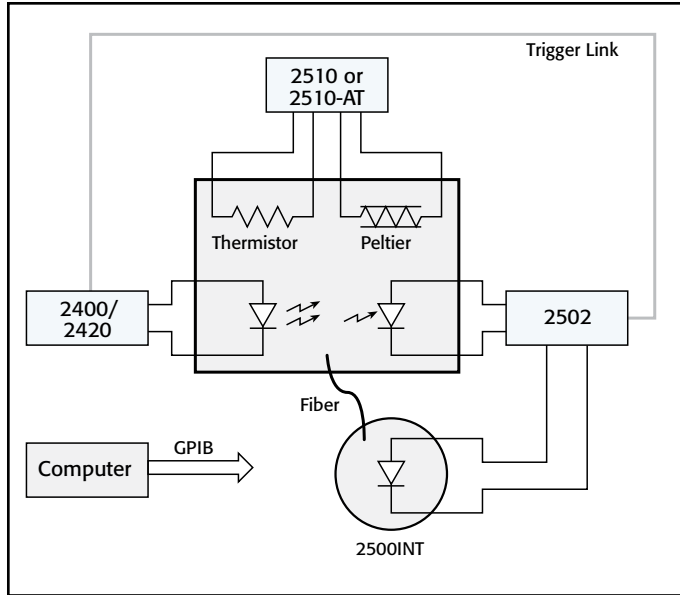 Trigger Link
2510 or
2510-AT
Thermistor
Peltier
2400/
2420
2502
Fiber
GPIB
Computer
2500INT